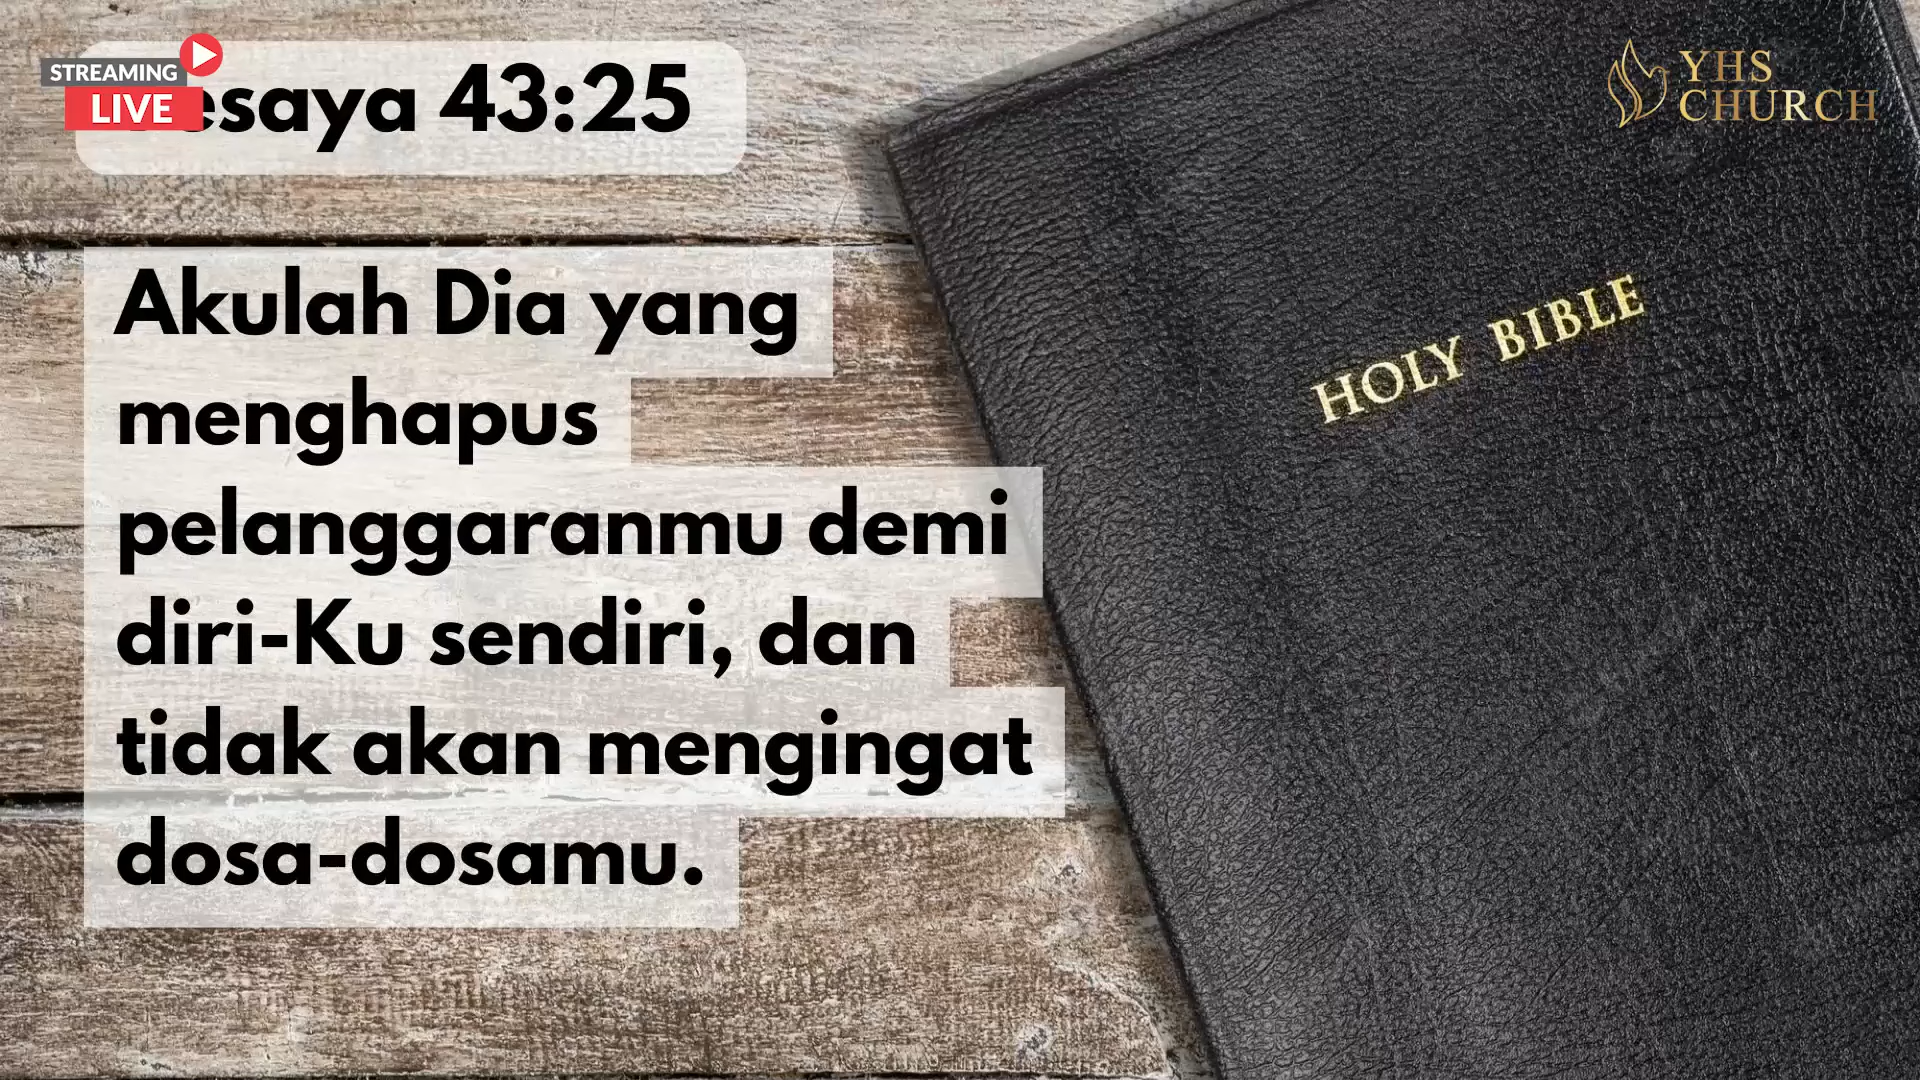 STREAMING
LIVE
43:25
Akulah Dia yang
menghapus
pelanggaranmu demi
diri-Ku sendiri, dan
tidak akan mengingat
dosa-dosamu.
YHS
CHURCH
HOLY BIBLE